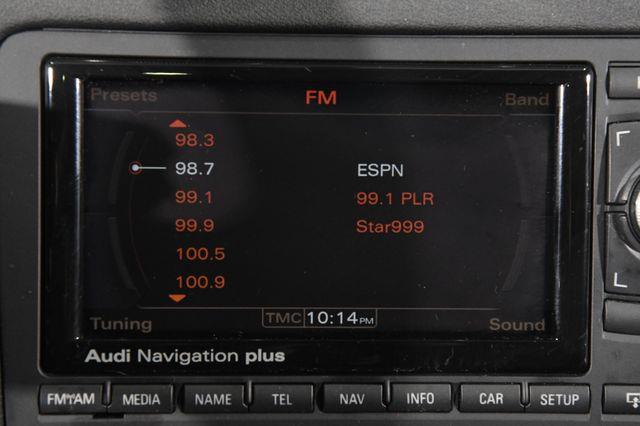 Presets FM Band
98.3
98.7 ESPN
99.1 99.1 PLR
99.9 Star999
100.5
100.9
Tuning TMC 10:14PM Sound
Audi Navigation plus
FM/AM MEDIA NAME TEL NAV INFO CAR SETUP